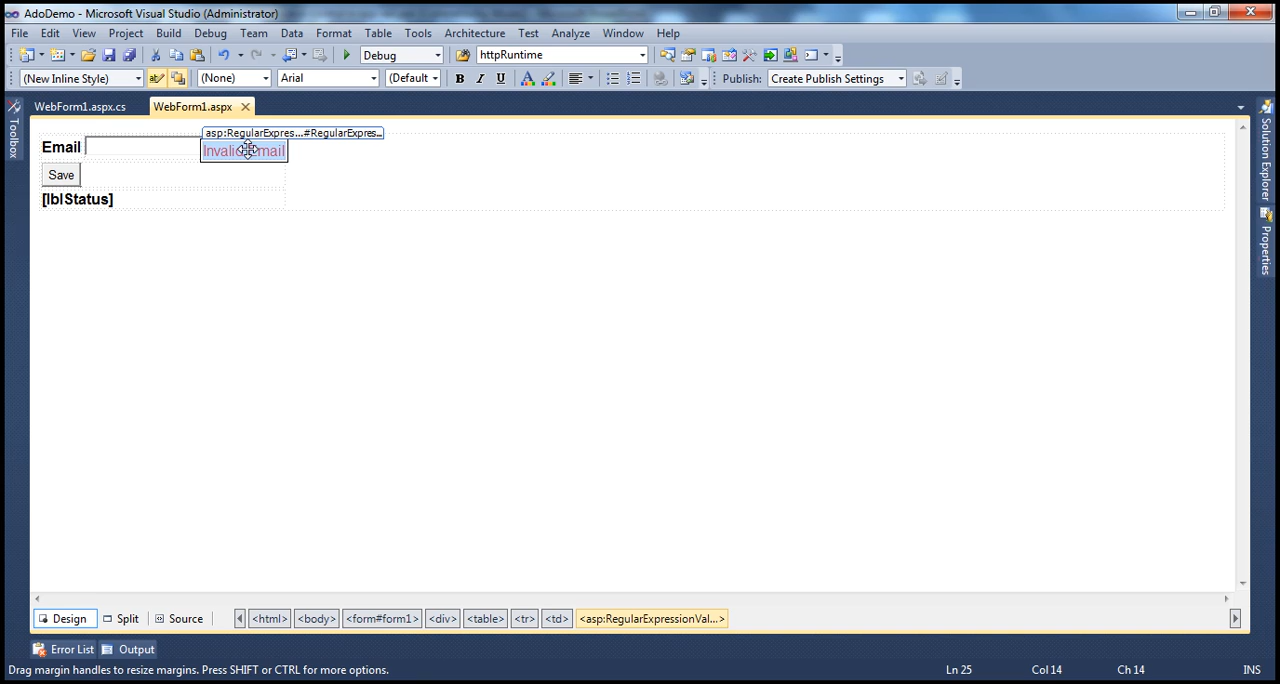 AdoDemo - Microsoft Visual Studio (Administrator)
File Edit View Project Build Debug Team Data Format Table Tools Architecture Test Analyze Window Help
Debug httpRuntime
(New Inline Style) (None) Arial (Default B I U A Publish: Create Publish Settings
WebForm1.aspx.cs WebForm1.aspx
Toolbox
Solution Explorer
Properties
asp:RegularExpres...#RegularExpres...
Email Invalid Email
Save
[lblStatus]
Design Split Source <html> <body> <form#form1> <div> <table> <tr> <td> <asp:RegularExpressionVal...>
Error List Output
Drag margin handles to resize margins. Press SHIFT or CTRL for more options. Ln 25 Col 14 Ch 14 INS